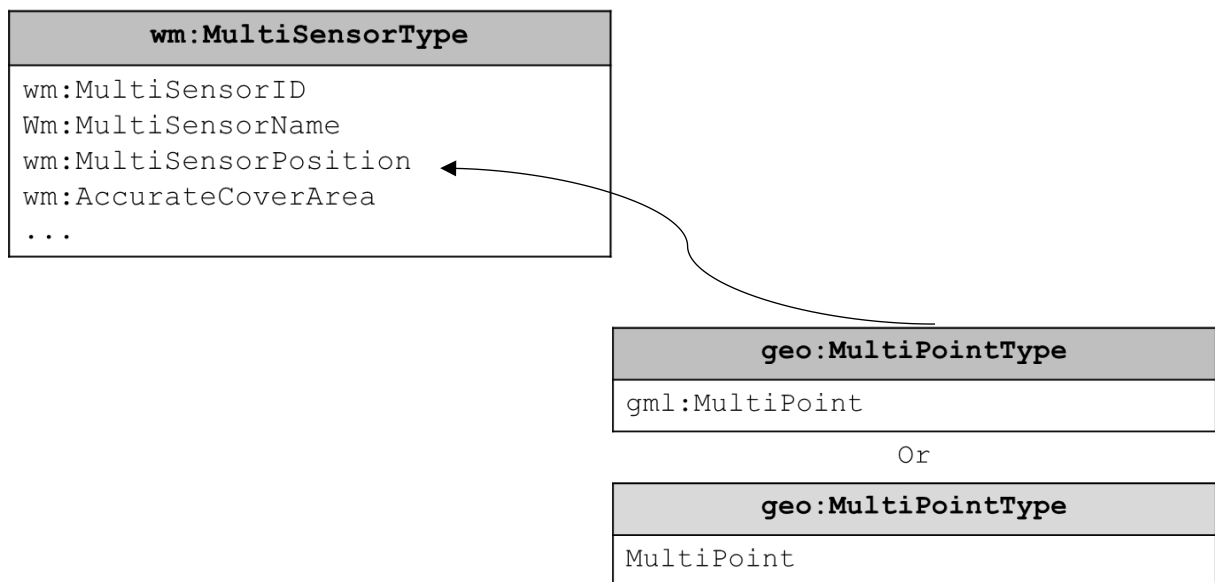 wm:MultiSensorType
wm:MultiSensorID
Wm:MultiSensorName
wm:MultiSensorPosition
wm:AccurateCoverArea
...
geo:MultiPointType
gml:MultiPoint
Or
geo:MultiPointType
MultiPoint